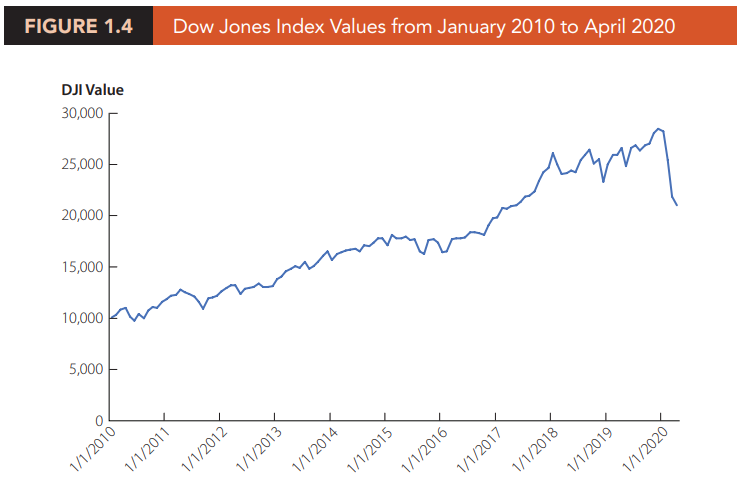 FIGURE 1.4 Dow Jones Index Values from January 2010 to April 2020
DJI Value
30,000
25,000
20,000
15,000
10,000
5,000
0
1/1/2010 1/1/2011 1/1/2012 1/1/2013 1/1/2014 1/1/2015 1/1/2016 1/1/2017 1/1/2018 1/1/2019 1/1/2020